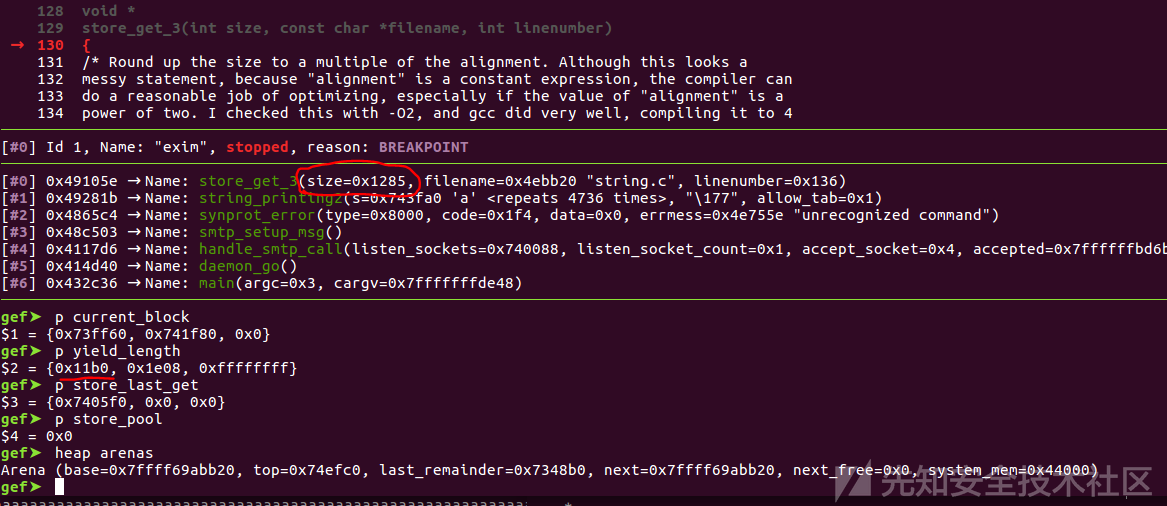 128  void *
129  store_get_3(int size, const char *filename, int linenumber)
→ 130  {
131  /* Round up the size to a multiple of the alignment. Although this looks a
132  messy statement, because "alignment" is a constant expression, the compiler can
133  do a reasonable job of optimizing, especially if the value of "alignment" is a
134  power of two. I checked this with -O2, and gcc did very well, compiling it to 4
[#0] Id 1, Name: "exim", stopped, reason: BREAKPOINT
[#0] 0x49105e → Name: store_get_3(size=0x1285, filename=0x4ebb20 "string.c", linenumber=0x136)
[#1] 0x49281b → Name: string_printing2(s=0x743fa0 'a' <repeats 4736 times>, "\177", allow_tab=0x1)
[#2] 0x4865c4 → Name: synprot_error(type=0x8000, code=0x1f4, data=0x0, errmess=0x4e755e "unrecognized command")
[#3] 0x48c503 → Name: smtp_setup_msg()
[#4] 0x4117d6 → Name: handle_smtp_call(listen_sockets=0x740088, listen_socket_count=0x1, accept_socket=0x4, accepted=0x7fffffffbd6b
[#5] 0x414d40 → Name: daemon_go()
[#6] 0x432c36 → Name: main(argc=0x3, cargv=0x7fffffffde48)
gef➤  p current_block
$1 = {0x73ff60, 0x741f80, 0x0}
gef➤  p yield_length
$2 = {0x11b0, 0x1e08, 0xffffffff}
gef➤  p store_last_get
$3 = {0x7405f0, 0x0, 0x0}
gef➤  p store_pool
$4 = 0x0
gef➤  heap arenas
Arena (base=0x7ffff69abb20, top=0x74efc0, last_remainder=0x7348b0, next=0x7ffff69abb20, next_free=0x0, system_mem=0x44000)
gef➤
先知安全技术社区